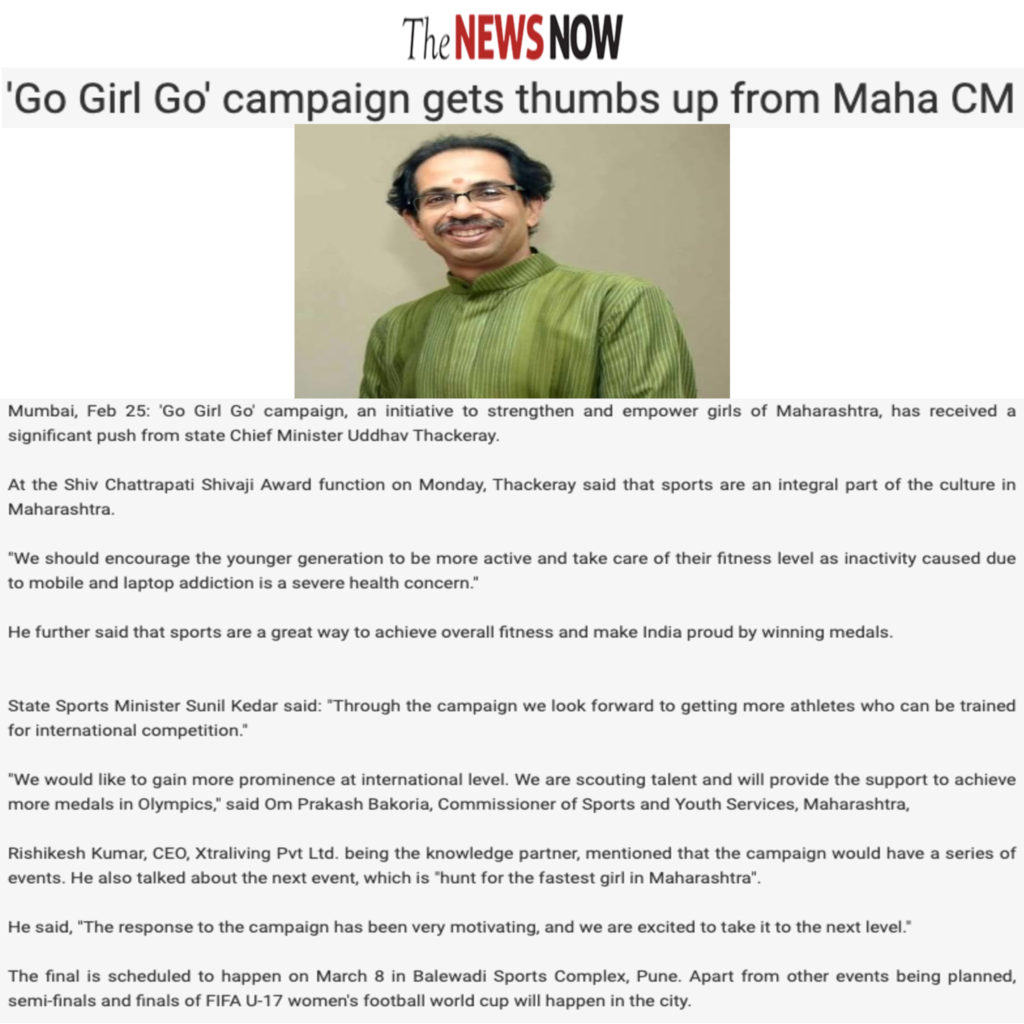 The NEWS NOW
'Go Girl Go' campaign gets thumbs up from Maha CM
Mumbai, Feb 25: 'Go Girl Go' campaign, an initiative to strengthen and empower girls of Maharashtra, has received a
significant push from state Chief Minister Uddhav Thackeray.
At the Shiv Chattrapati Shivaji Award function on Monday, Thackeray said that sports are an integral part of the culture in
Maharashtra.
"We should encourage the younger generation to be more active and take care of their fitness level as inactivity caused due
to mobile and laptop addiction is a severe health concern."
He further said that sports are a great way to achieve overall fitness and make India proud by winning medals.
State Sports Minister Sunil Kedar said: "Through the campaign we look forward to getting more athletes who can be trained
for international competition."
"We would like to gain more prominence at international level. We are scouting talent and will provide the support to achieve
more medals in Olympics," said Om Prakash Bakoria, Commissioner of Sports and Youth Services, Maharashtra,
Rishikesh Kumar, CEO, Xtraliving Pvt Ltd. being the knowledge partner, mentioned that the campaign would have a series of
events. He also talked about the next event, which is "hunt for the fastest girl in Maharashtra".
He said, "The response to the campaign has been very motivating, and we are excited to take it to the next level."
The final is scheduled to happen on March 8 in Balewadi Sports Complex, Pune. Apart from other events being planned,
semi-finals and finals of FIFA U-17 women's football world cup will happen in the city.